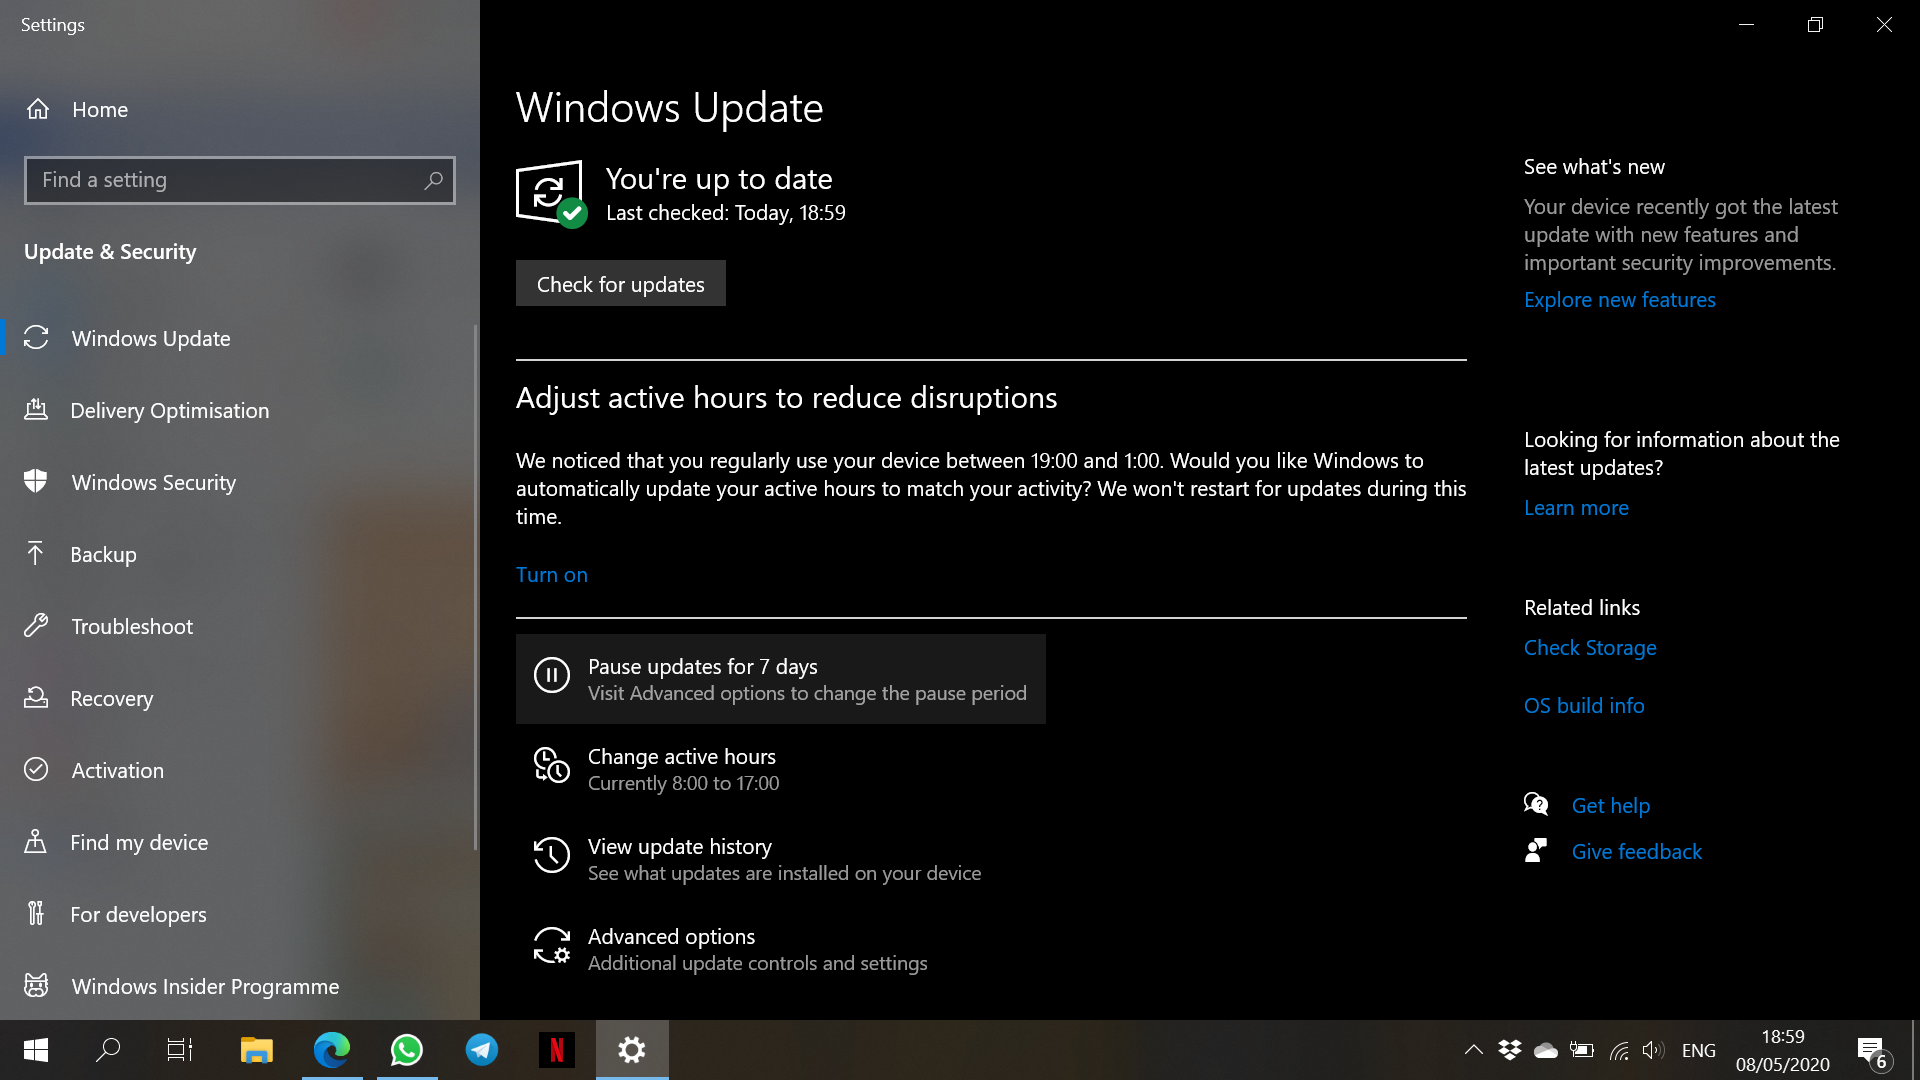 Settings
Home
Find a setting
Update & Security
Windows Update
Delivery Optimisation
Windows Security
Backup
Troubleshoot
Recovery
Activation
Find my device
For developers
Windows Insider Programme
Windows Update
You're up to date
Last checked: Today, 18:59
Check for updates
Adjust active hours to reduce disruptions
We noticed that you regularly use your device between 19:00 and 1:00. Would you like Windows to
automatically update your active hours to match your activity? We won't restart for updates during this
time.
Turn on
Pause updates for 7 days
Visit Advanced options to change the pause period
Change active hours
Currently 8:00 to 17:00
View update history
See what updates are installed on your device
Advanced options
Additional update controls and settings
See what's new
Your device recently got the latest
update with new features and
important security improvements.
Explore new features
Looking for information about the
latest updates?
Learn more
Related links
Check Storage
OS build info
Get help
Give feedback
N
ENG
18:59
08/05/2020
6